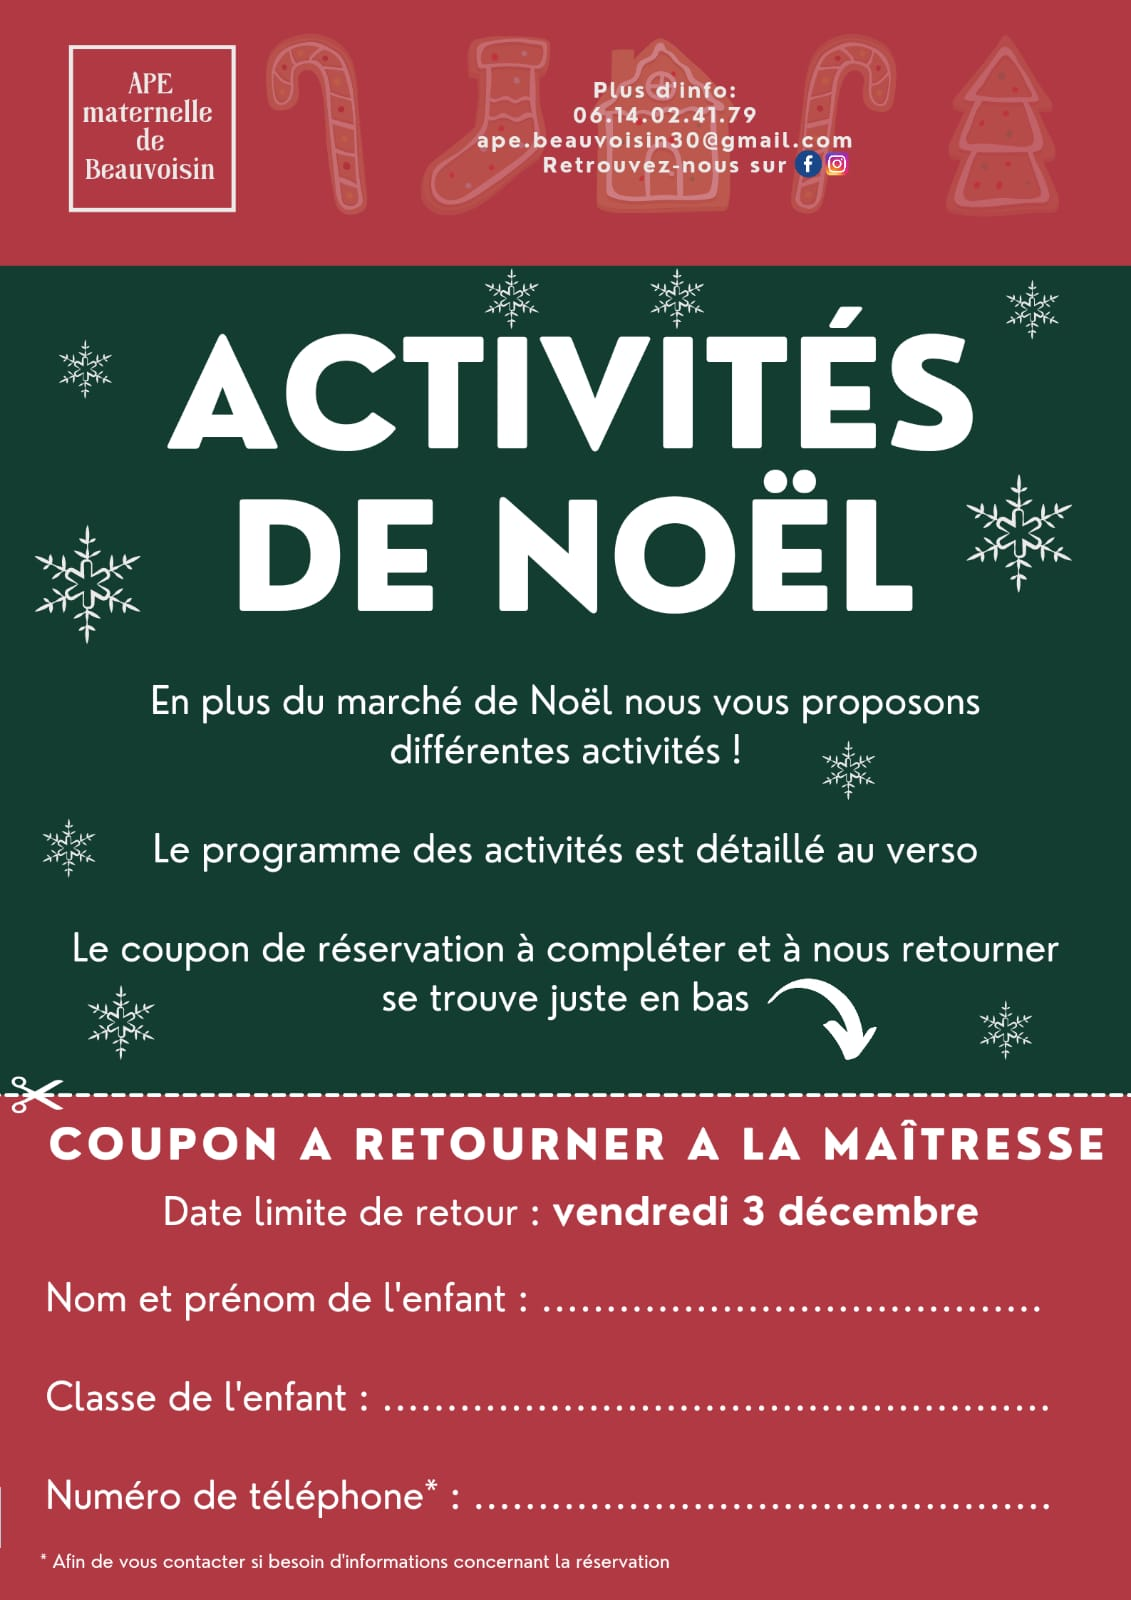 APE
maternelle
de
Beauvoisin
Plus d'info:
06.14.02.41.79
ape.beauvoisin30@gmail.com
Retrouvez-nous sur
ACTIVITÉS
DE NOËL
En plus du marché de Noël nous vous proposons
différentes activités !
Le programme des activités est détaillé au verso
Le coupon de réservation à compléter et à nous retourner
se trouve juste en bas
COUPON A RETOURNER A LA MAÎTRESSE
Date limite de retour : vendredi 3 décembre
Nom et prénom de l'enfant : .......................................
Classe de l'enfant : ....................................................
Numéro de téléphone* : .............................................
* Afin de vous contacter si besoin d'informations concernant la réservation